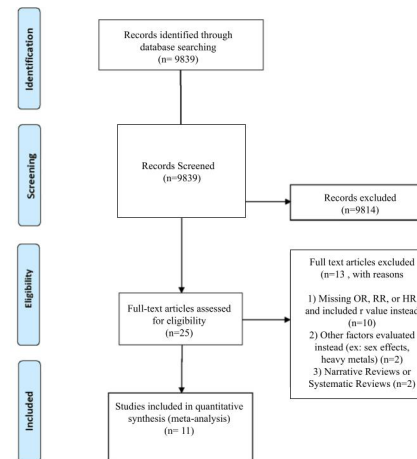 Identification
Records identified through
database searching
(n= 9839)
Screening
Records Screened
(n=9839)
Records excluded
(n=9814)
Eligibility
Full-text articles assessed
for eligibility
(n=25)
Full text articles excluded
(n=13 , with reasons
1) Missing OR, RR, or HR
and included r value instead
(n=10)
2) Other factors evaluated
instead (ex: sex effects,
heavy metals) (n=2)
3) Narrative Reviews or
Systematic Reviews (n=2)
Included
Studies included in quantitative
synthesis (meta-analysis)
(n= 11)